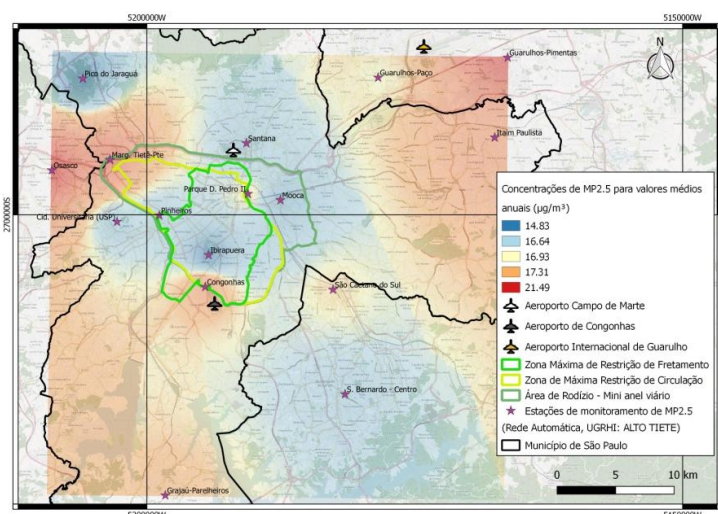 5200000W
5150000W
N
Guarulhos-Pimentas
Guarulhos-Paço
Pico do Jaraguá
Itaim Paulista
Santana
Marg. Tietê-Pte
Osasco
Parque D. Pedro II
Mooca
2700000S
Pinheiros
Cid. Universitária (USP)
Ibirapuera
Congonhas
São Caetano do Sul
S. Bernardo - Centro
Grajaú-Parelheiros
Concentrações de MP2.5 para valores médios
anuais (µg/m³)
14.83
16.64
16.93
17.31
21.49
Aeroporto Campo de Marte
Aeroporto de Congonhas
Aeroporto Internacional de Guarulho
Zona Máxima de Restrição de Fretamento
Zona de Máxima Restrição de Circulação
Área de Rodízio - Mini anel viário
Estações de monitoramento de MP2.5
(Rede Automática, UGRHI: ALTO TIETE)
Município de São Paulo
0 5 10 km
5200000W
5150000W